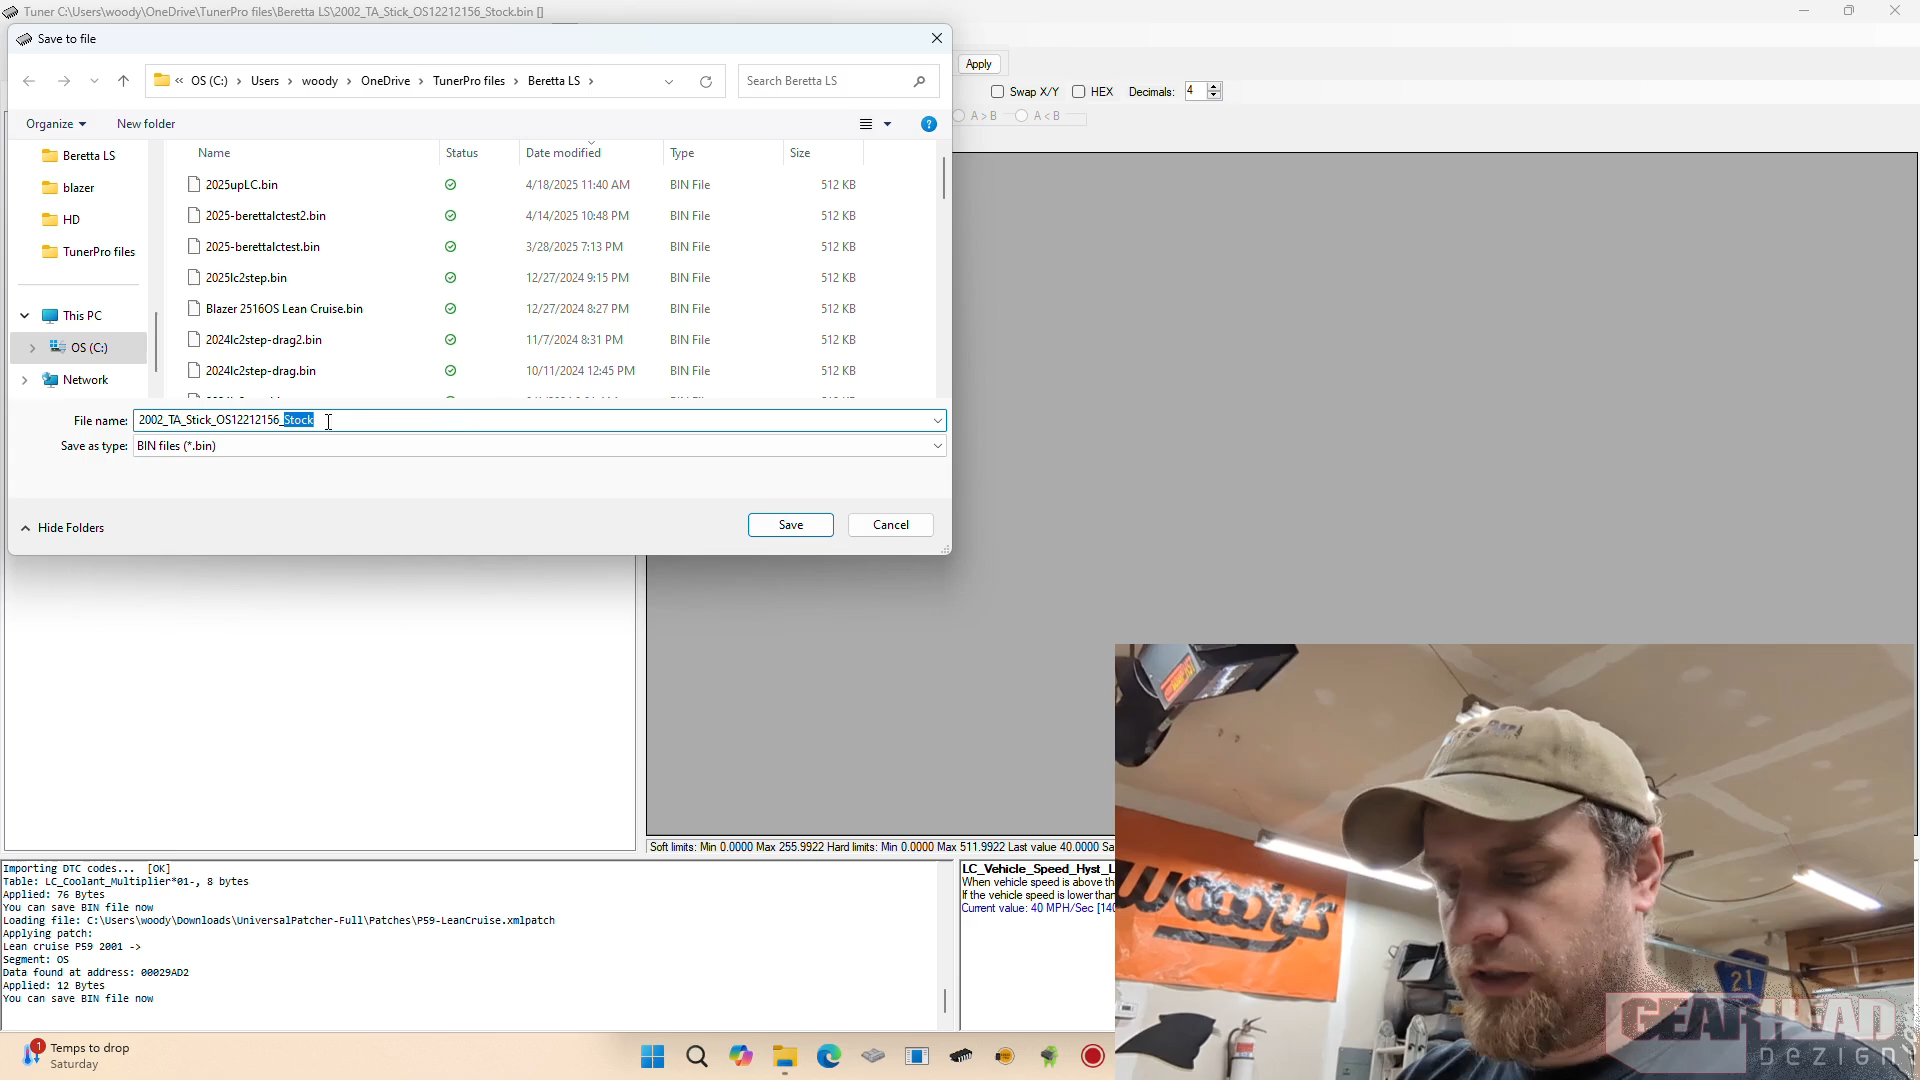 Tuner C:\Users\woody\OneDrive\TunerPro files\Beretta LS\2002_TA_Stick_OS12212156_Stock.bin []
Save to file
« OS (C:) › Users › woody › OneDrive › TunerPro files › Beretta LS ›
Search Beretta LS
Apply
Swap X/Y HEX Decimals: 4
A > B A < B
Organize New folder
Name Status Date modified Type Size
Beretta LS
blazer
HD
TunerPro files
This PC
OS (C:)
Network
2025upLC.bin 4/18/2025 11:40 AM BIN File 512 KB
2025-berettalctest2.bin 4/14/2025 10:48 PM BIN File 512 KB
2025-berettalctest.bin 3/28/2025 7:13 PM BIN File 512 KB
2025lc2step.bin 12/27/2024 9:15 PM BIN File 512 KB
Blazer 2516OS Lean Cruise.bin 12/27/2024 8:27 PM BIN File 512 KB
2024lc2step-drag2.bin 11/7/2024 8:31 PM BIN File 512 KB
2024lc2step-drag.bin 10/11/2024 12:45 PM BIN File 512 KB
File name: 2002_TA_Stick_OS12212156_Stock
Save as type: BIN files (*.bin)
Hide Folders
Save Cancel
Soft limits: Min 0.0000 Max 255.9922 Hard limits: Min 0.0000 Max 511.9922 Last value 40.0000 Sa
Importing DTC codes... [OK]
Table: LC_Coolant_Multiplier*01-, 8 bytes
Applied: 76 Bytes
You can save BIN file now
Loading file: C:\Users\woody\Downloads\UniversalPatcher-Full\Patches\P59-LeanCruise.xmlpatch
Applying patch:
Lean cruise P59 2001 ->
Segment: OS
Data found at address: 00029AD2
Applied: 12 Bytes
You can save BIN file now
LC_Vehicle_Speed_Hyst_L
When vehicle speed is above th
If the vehicle speed is lower than
Current value: 40 MPH/Sec [140
woodys
21
GEARHEAD
DEZIGNS
1
Temps to drop
Saturday